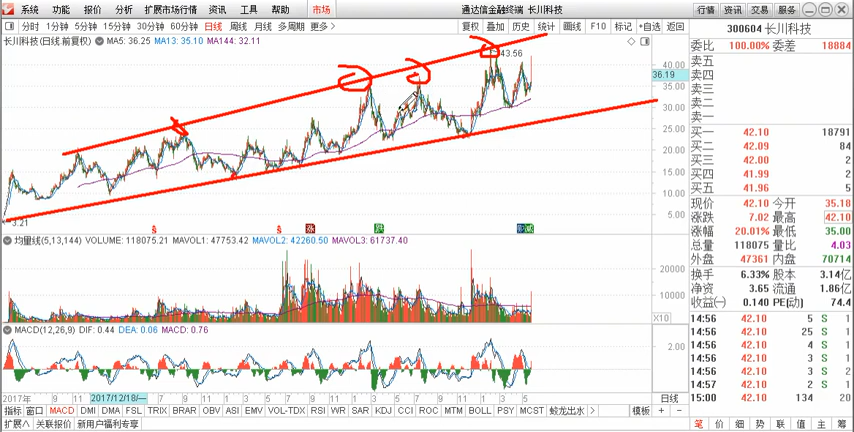 系统 功能 报价 分析 扩展市场行情 资讯 工具 帮助 市场 通达信金融终端 长川科技 行情 资讯 交易 服务
分时 1分钟 5分钟 15分钟 30分钟 60分钟 日线 周线 月线 多周期 更多> 复权 叠加 历史 统计 画线 F10 标记 +自选 返回
300604 长川科技
长川科技(日线.前复权) MA5: 36.25 MA13: 35.10 MA144: 32.11
委比 100.00% 委差 18884
卖五
卖四
卖三
卖二
卖一
买一 42.10 18791
买二 42.09 84
买三 42.00 2
买四 41.99 2
买五 41.96 5
现价 42.10 今开 35.18
涨跌 7.02 最高 42.10
涨幅 20.01% 最低 35.00
总量 118075 量比 4.03
外盘 47361 内盘 70714
换手 6.33% 股本 3.14亿
净资 3.65 流通 1.86亿
收益(一) 0.140 PE(动) 74.4
14:56 42.10 5 S 1
14:56 42.10 25 S 1
14:56 42.10 4 S 1
14:56 42.10 3 S 1
14:56 42.10 3 S 2
14:57 42.10 2 S 1
15:00 42.10 134 20
笔 价 细 势 联 值 主 筹
43.56
40.00
36.19
35.00
30.00
25.00
20.00
15.00
10.00
5.00
3.21
S S 涨 减
均量线(5,13,144) VOLUME: 118075.21 MAVOL1: 47753.42 MAVOL2: 42260.50 MAVOL3: 61737.40
20000
10000
X10
MACD(12,26,9) DIF: 0.44 DEA: 0.06 MACD: 0.76
2.00
2017年 9 11 2017/12/18/一 7 9 11 1 3 5 7 9 11 1 3 5 日线
指标 窗口 MACD DMI DMA FSL TRIX BRAR OBV ASI EMV VOL-TDX RSI WR SAR KDJ CCI ROC MTM BOLL PSY MCST 蛟龙出水 > 模板 + -
扩展∧ 关联报价 新用户福利专享